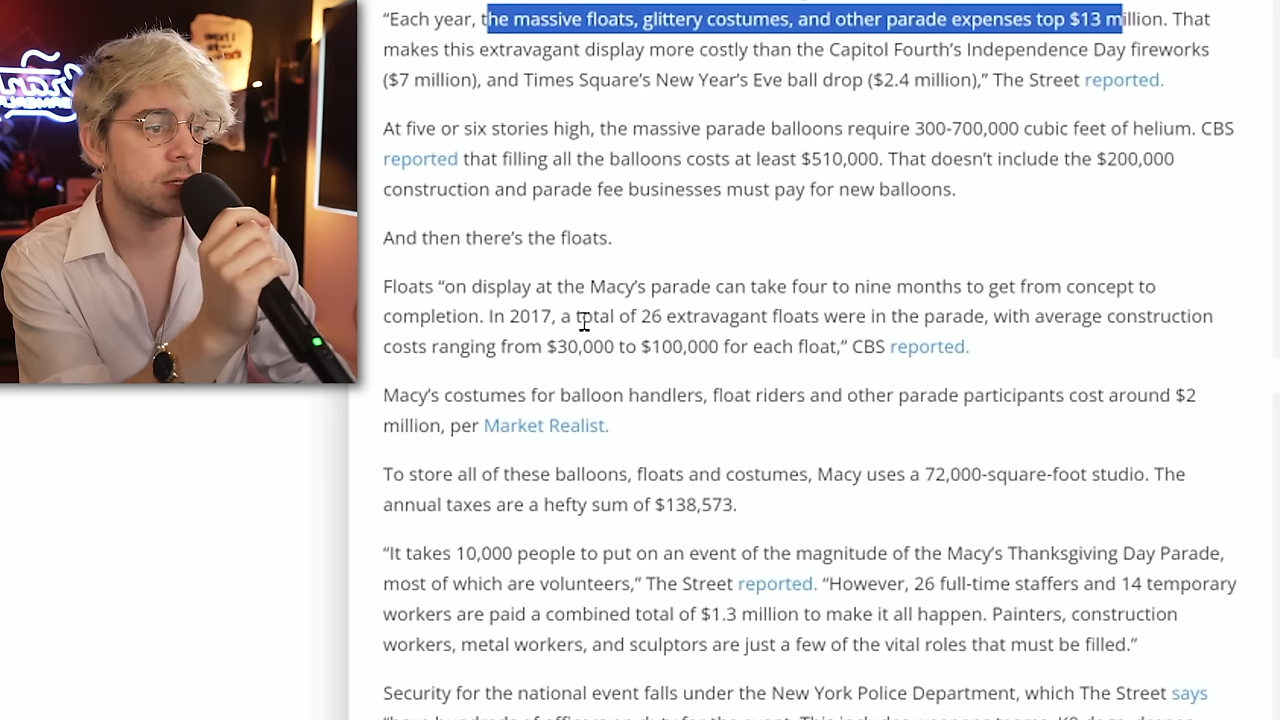 “Each year, the massive floats, glittery costumes, and other parade expenses top $13 million. That
makes this extravagant display more costly than the Capitol Fourth’s Independence Day fireworks
($7 million), and Times Square’s New Year’s Eve ball drop ($2.4 million),” The Street reported.
At five or six stories high, the massive parade balloons require 300-700,000 cubic feet of helium. CBS
reported that filling all the balloons costs at least $510,000. That doesn’t include the $200,000
construction and parade fee businesses must pay for new balloons.
And then there’s the floats.
Floats “on display at the Macy’s parade can take four to nine months to get from concept to
completion. In 2017, a total of 26 extravagant floats were in the parade, with average construction
costs ranging from $30,000 to $100,000 for each float,” CBS reported.
Macy’s costumes for balloon handlers, float riders and other parade participants cost around $2
million, per Market Realist.
To store all of these balloons, floats and costumes, Macy uses a 72,000-square-foot studio. The
annual taxes are a hefty sum of $138,573.
“It takes 10,000 people to put on an event of the magnitude of the Macy’s Thanksgiving Day Parade,
most of which are volunteers,” The Street reported. “However, 26 full-time staffers and 14 temporary
workers are paid a combined total of $1.3 million to make it all happen. Painters, construction
workers, metal workers, and sculptors are just a few of the vital roles that must be filled.”
Security for the national event falls under the New York Police Department, which The Street says